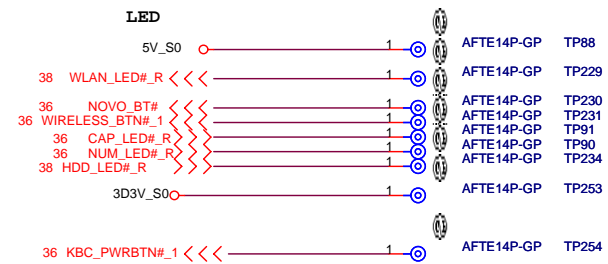 LED
5V_S0 1 AFTE14P-GP TP88
38 WLAN_LED#_R 1 AFTE14P-GP TP229
36 NOVO_BT# 1 AFTE14P-GP TP230
36 WIRELESS_BTN#_1 1 AFTE14P-GP TP231
36 CAP_LED#_R 1 AFTE14P-GP TP91
36 NUM_LED#_R 1 AFTE14P-GP TP90
38 HDD_LED#_R 1 AFTE14P-GP TP234
3D3V_S0 1 AFTE14P-GP TP253
36 KBC_PWRBTN#_1 1 AFTE14P-GP TP254